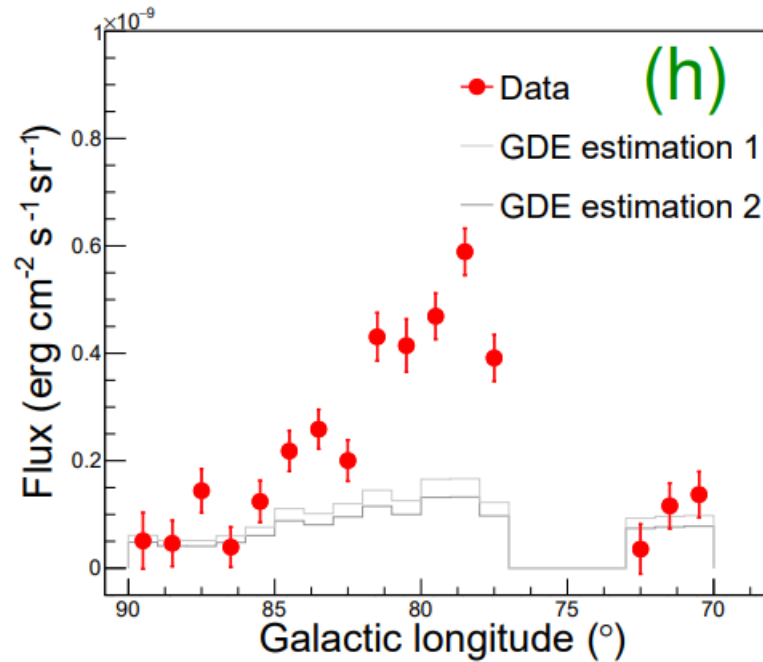 ×10⁻⁹
1
(h)
Data
GDE estimation 1
GDE estimation 2
0.8
0.6
0.4
0.2
0
90 85 80 75 70
Flux (erg cm⁻² s⁻¹ sr⁻¹)
Galactic longitude (°)